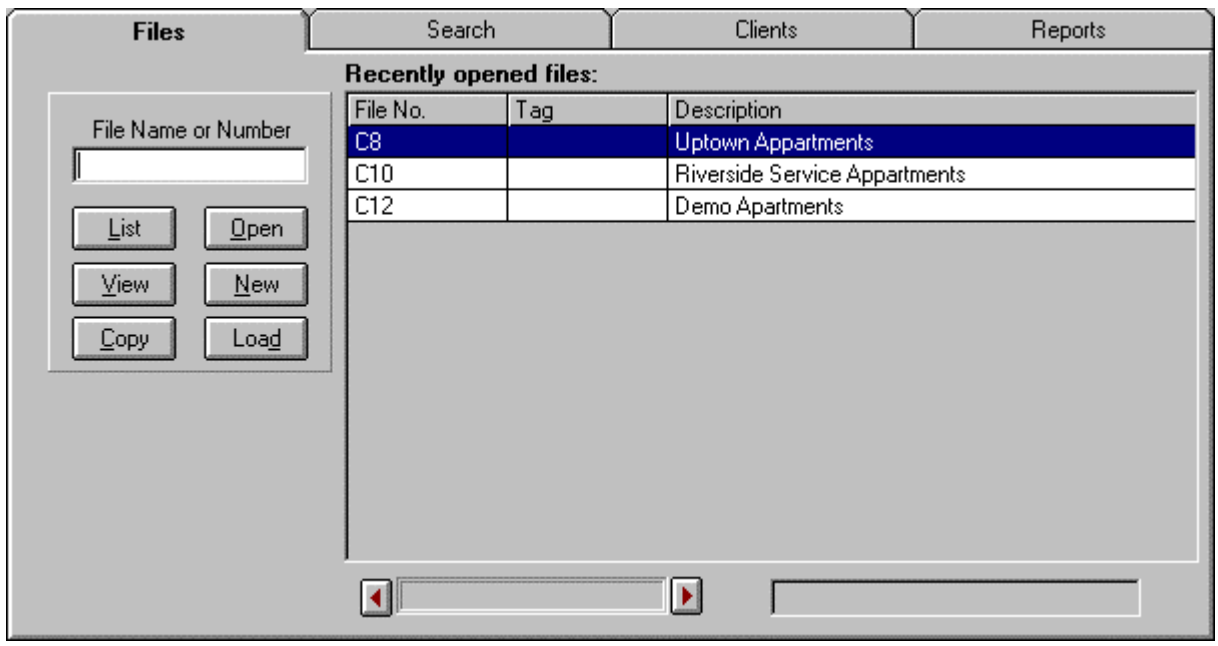 Files Search Clients Reports
Recently opened files:
File Name or Number
List Open
View New
Copy Load
File No. Tag Description
C8 Uptown Appartments
C10 Riverside Service Appartments
C12 Demo Apartments